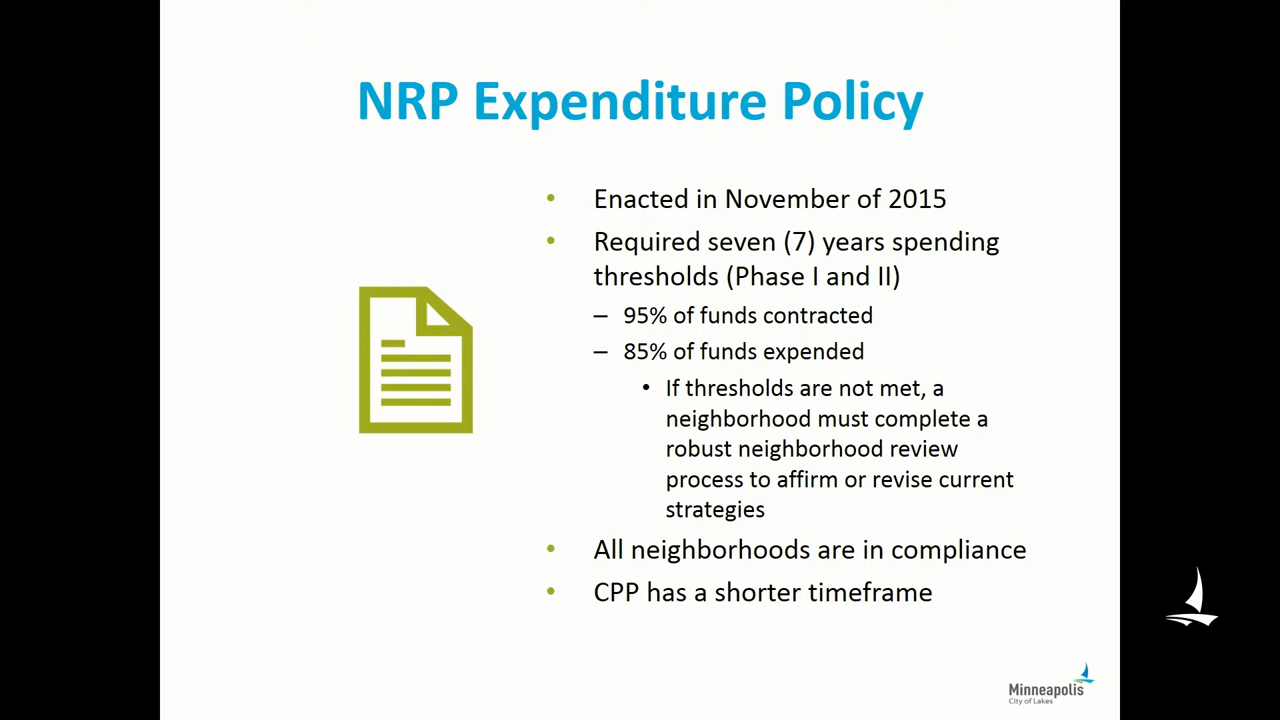 NRP Expenditure Policy
• Enacted in November of 2015
• Required seven (7) years spending
thresholds (Phase I and II)
– 95% of funds contracted
– 85% of funds expended
• If thresholds are not met, a
neighborhood must complete a
robust neighborhood review
process to affirm or revise current
strategies
• All neighborhoods are in compliance
• CPP has a shorter timeframe
Minneapolis
City of Lakes